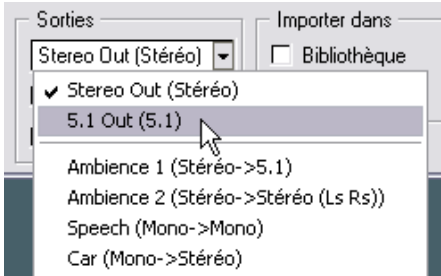 Sorties
Importer dans
Stereo Out (Stéréo)
Bibliothèque
Stereo Out (Stéréo)
5.1 Out (5.1)
Ambience 1 (Stéréo->5.1)
Ambience 2 (Stéréo->Stéréo (Ls Rs))
Speech (Mono->Mono)
Car (Mono->Stéréo)